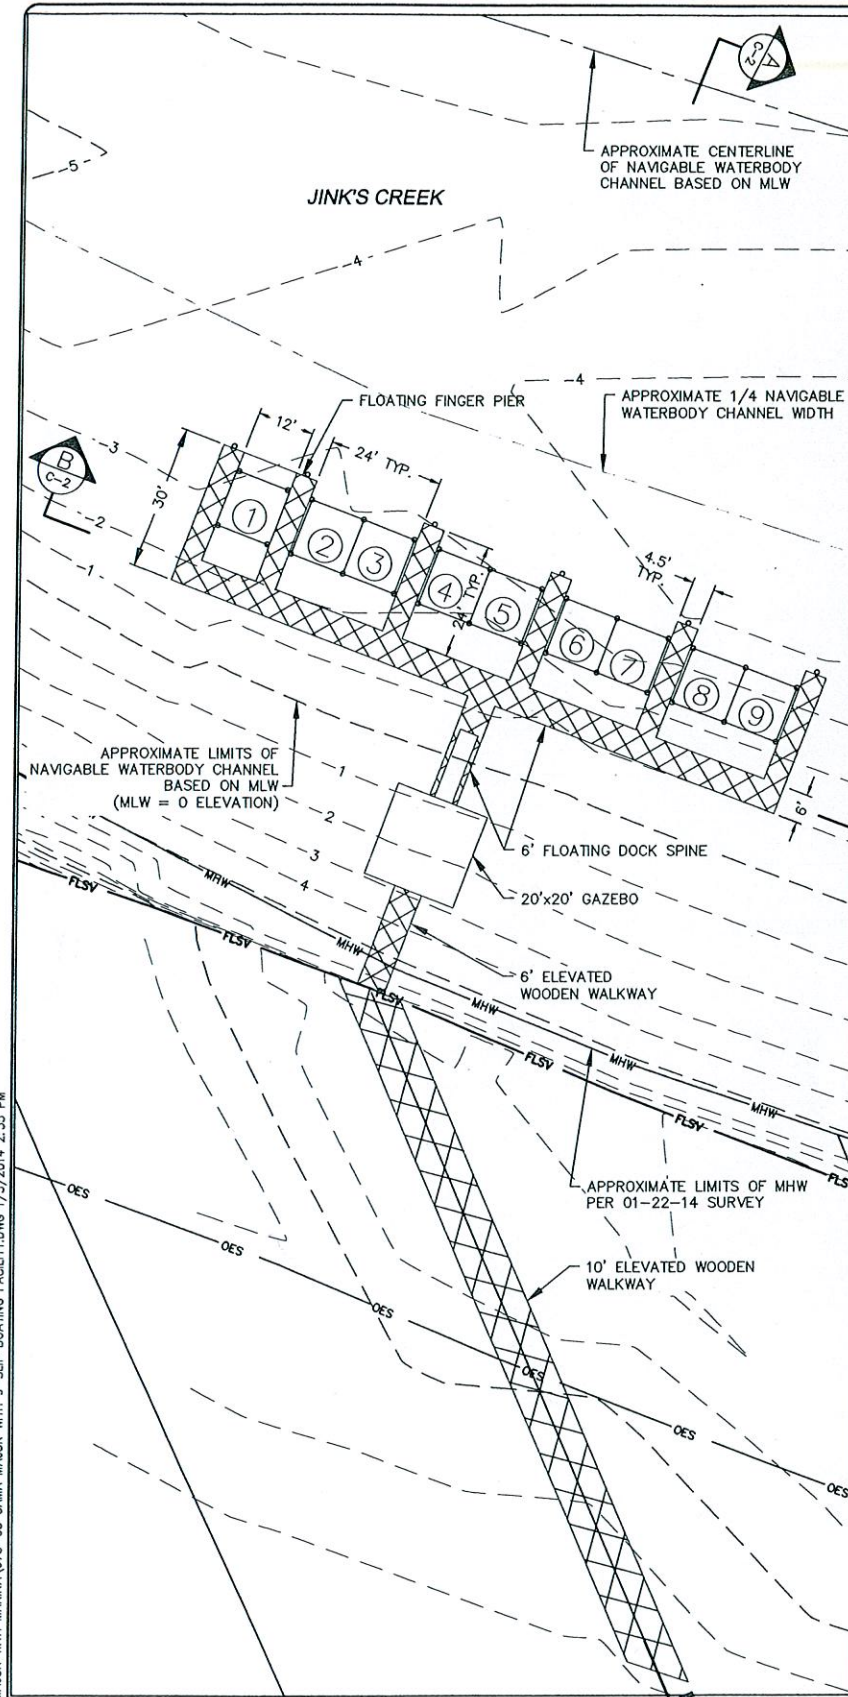 A
C-2
APPROXIMATE CENTERLINE
OF NAVIGABLE WATERBODY
CHANNEL BASED ON MLW
-5
JINK'S CREEK
-4
-4
APPROXIMATE 1/4 NAVIGABLE
WATERBODY CHANNEL WIDTH
FLOATING FINGER PIER
12'
24' TYP.
-3
B
C-2
30'
-2
-1
4.5'
TYP.
24' TYP.
1
2
3
4
5
6
7
8
9
6'
APPROXIMATE LIMITS OF
NAVIGABLE WATERBODY CHANNEL
BASED ON MLW
(MLW = 0 ELEVATION)
1
2
3
4
6' FLOATING DOCK SPINE
20'x20' GAZEBO
6' ELEVATED
WOODEN WALKWAY
MHW
MHW
MHW
MHW
MHW
FLSV
FLSV
FLSV
FLSV
FLSV
FLS
APPROXIMATE LIMITS OF MHW
PER 01-22-14 SURVEY
10' ELEVATED WOODEN
WALKWAY
OES
OES
OES
OES
OES
OES